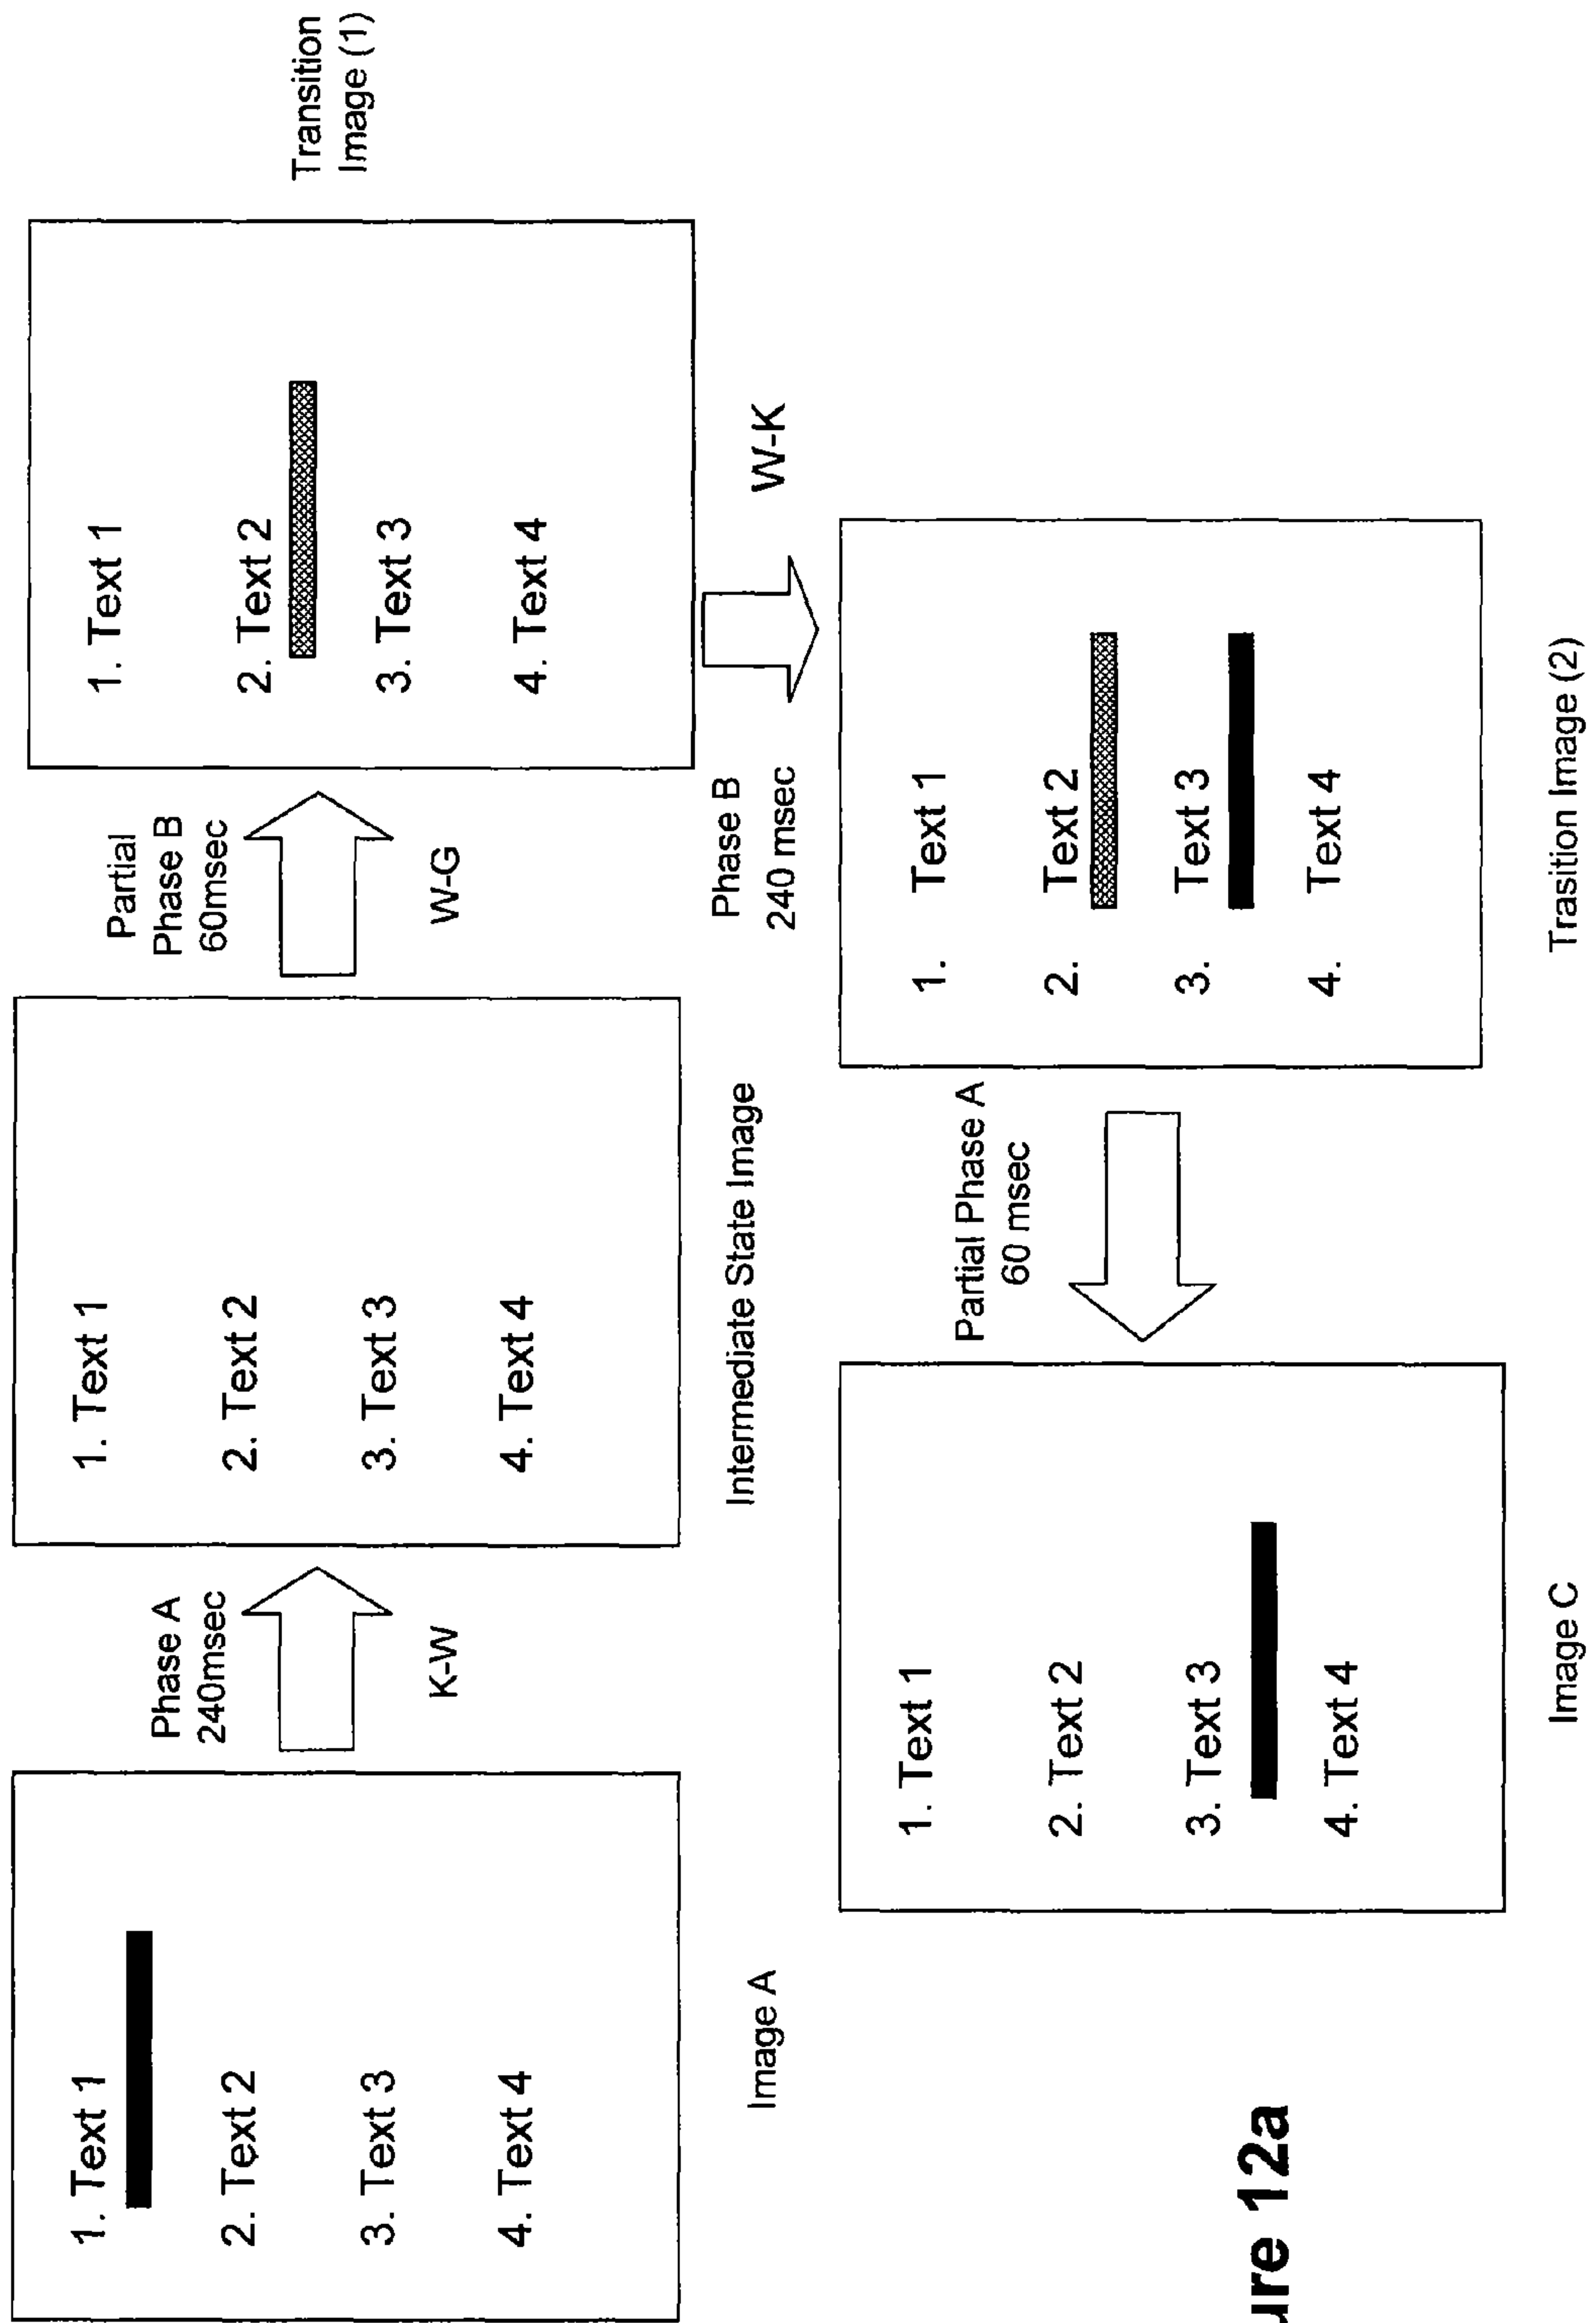 1. Text 1
2. Text 2
3. Text 3
4. Text 4
Image A
Phase A
240msec
K-W
1. Text 1
2. Text 2
3. Text 3
4. Text 4
Intermediate State Image
Partial
Phase B
60msec
W-G
1. Text 1
2. Text 2
3. Text 3
4. Text 4
Transition
Image (1)
Phase B
240 msec
W-K
1. Text 1
2. Text 2
3. Text 3
4. Text 4
Trasition Image (2)
Partial Phase A
60 msec
1. Text 1
2. Text 2
3. Text 3
4. Text 4
Image C
ure 12a